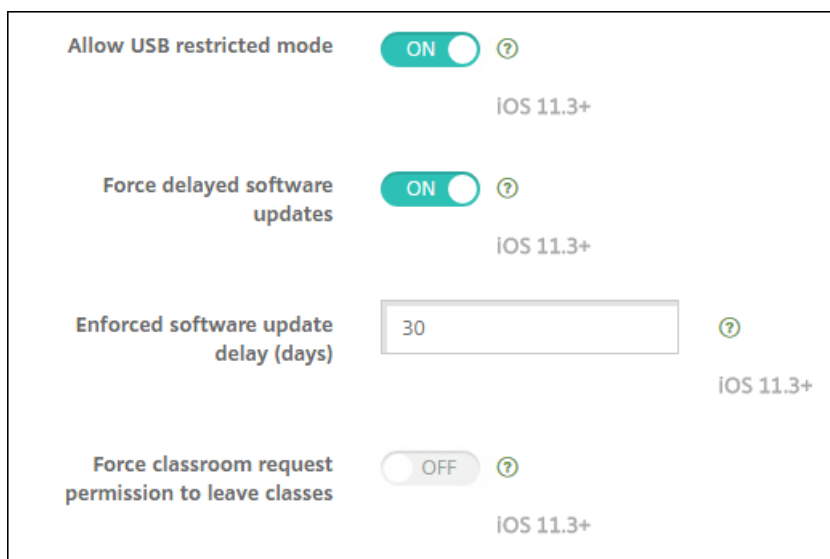 Allow USB restricted mode ON ?
iOS 11.3+
Force delayed software
updates ON ?
iOS 11.3+
Enforced software update
delay (days) 30 ?
iOS 11.3+
Force classroom request
permission to leave classes OFF ?
iOS 11.3+